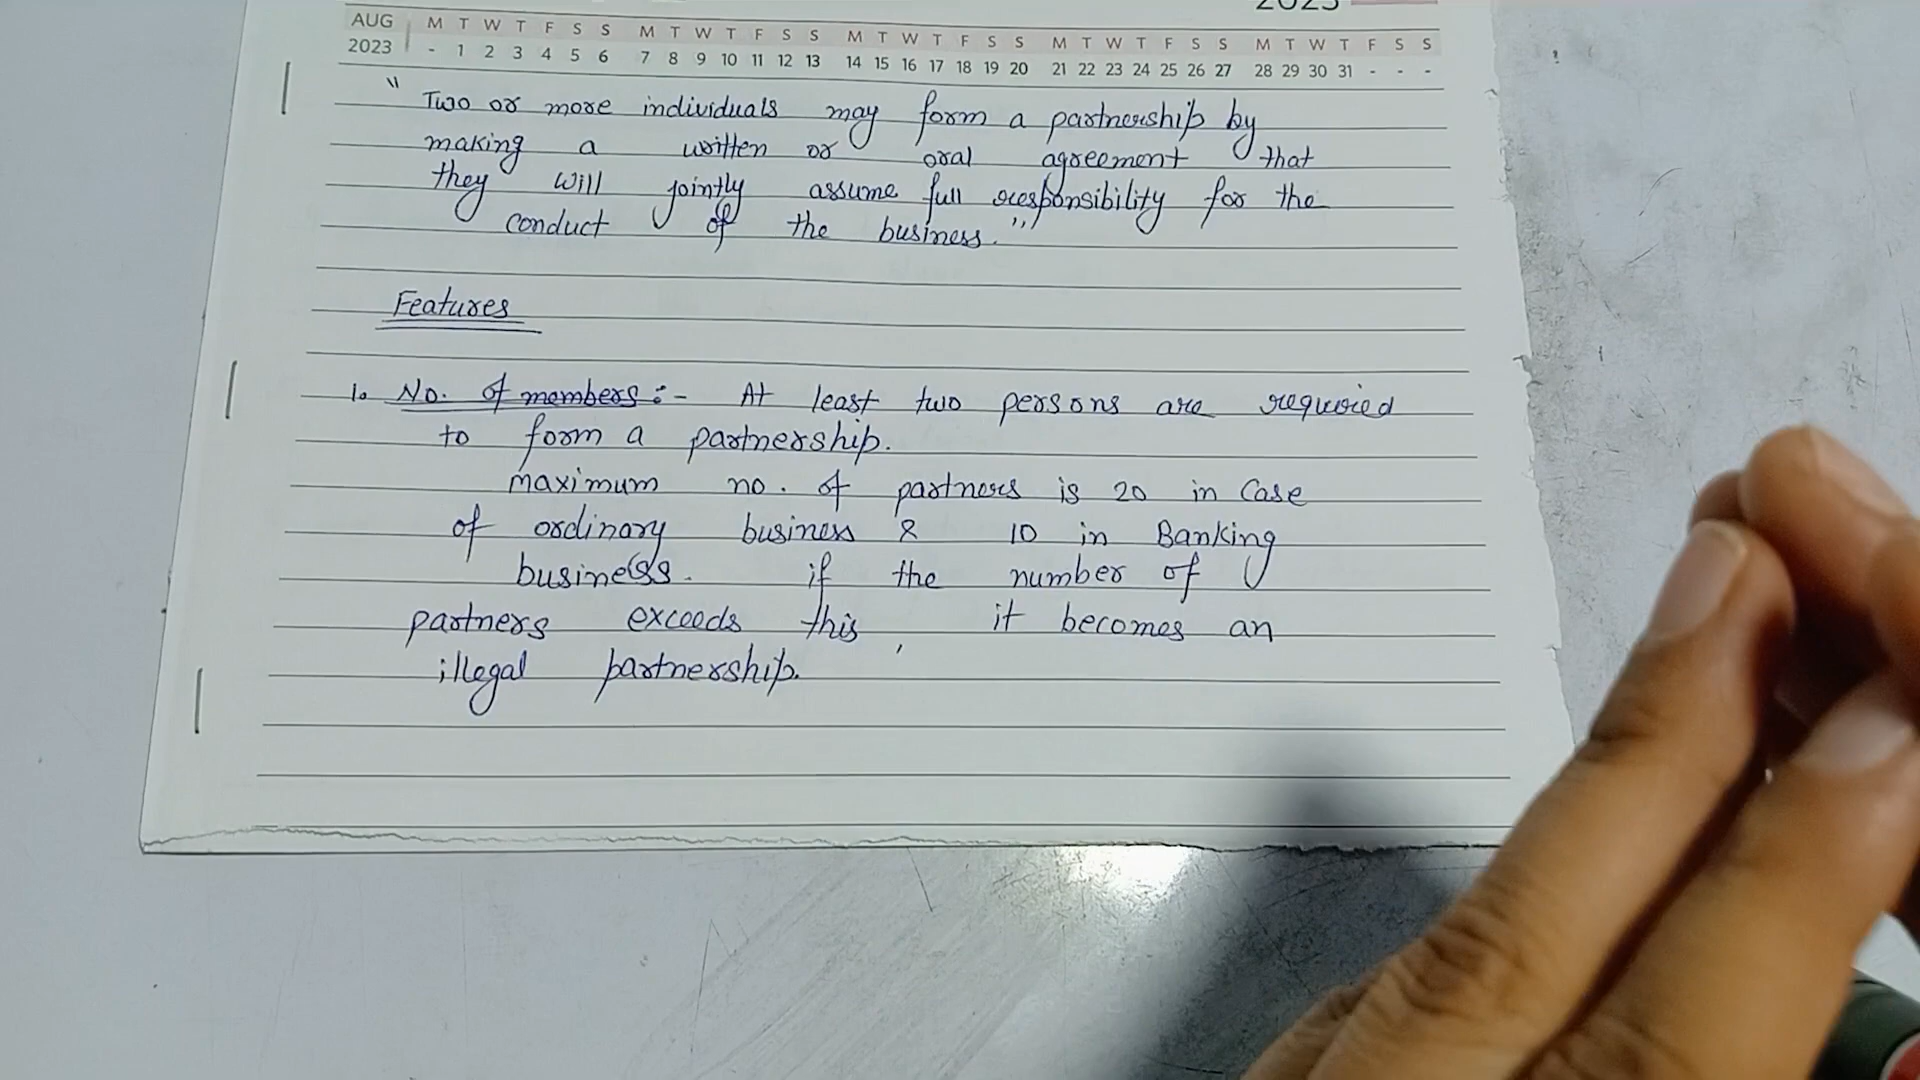 AUG M T W T F S S M T W T F S S M T W T F S S M T W T F S S M T W T F S S
2023 - 1 2 3 4 5 6 7 8 9 10 11 12 13 14 15 16 17 18 19 20 21 22 23 24 25 26 27 28 29 30 31 - - -
" Two or more individuals may form a partnership by
making a written or oral agreement that
they will jointly assume full responsibility for the
conduct of the business."
Features
1. No. of members :- At least two persons are required
to form a partnership.
maximum no. of partners is 20 in Case
of ordinary business & 10 in Banking
business. if the number of
partners exceeds this, it becomes an
illegal partnership.